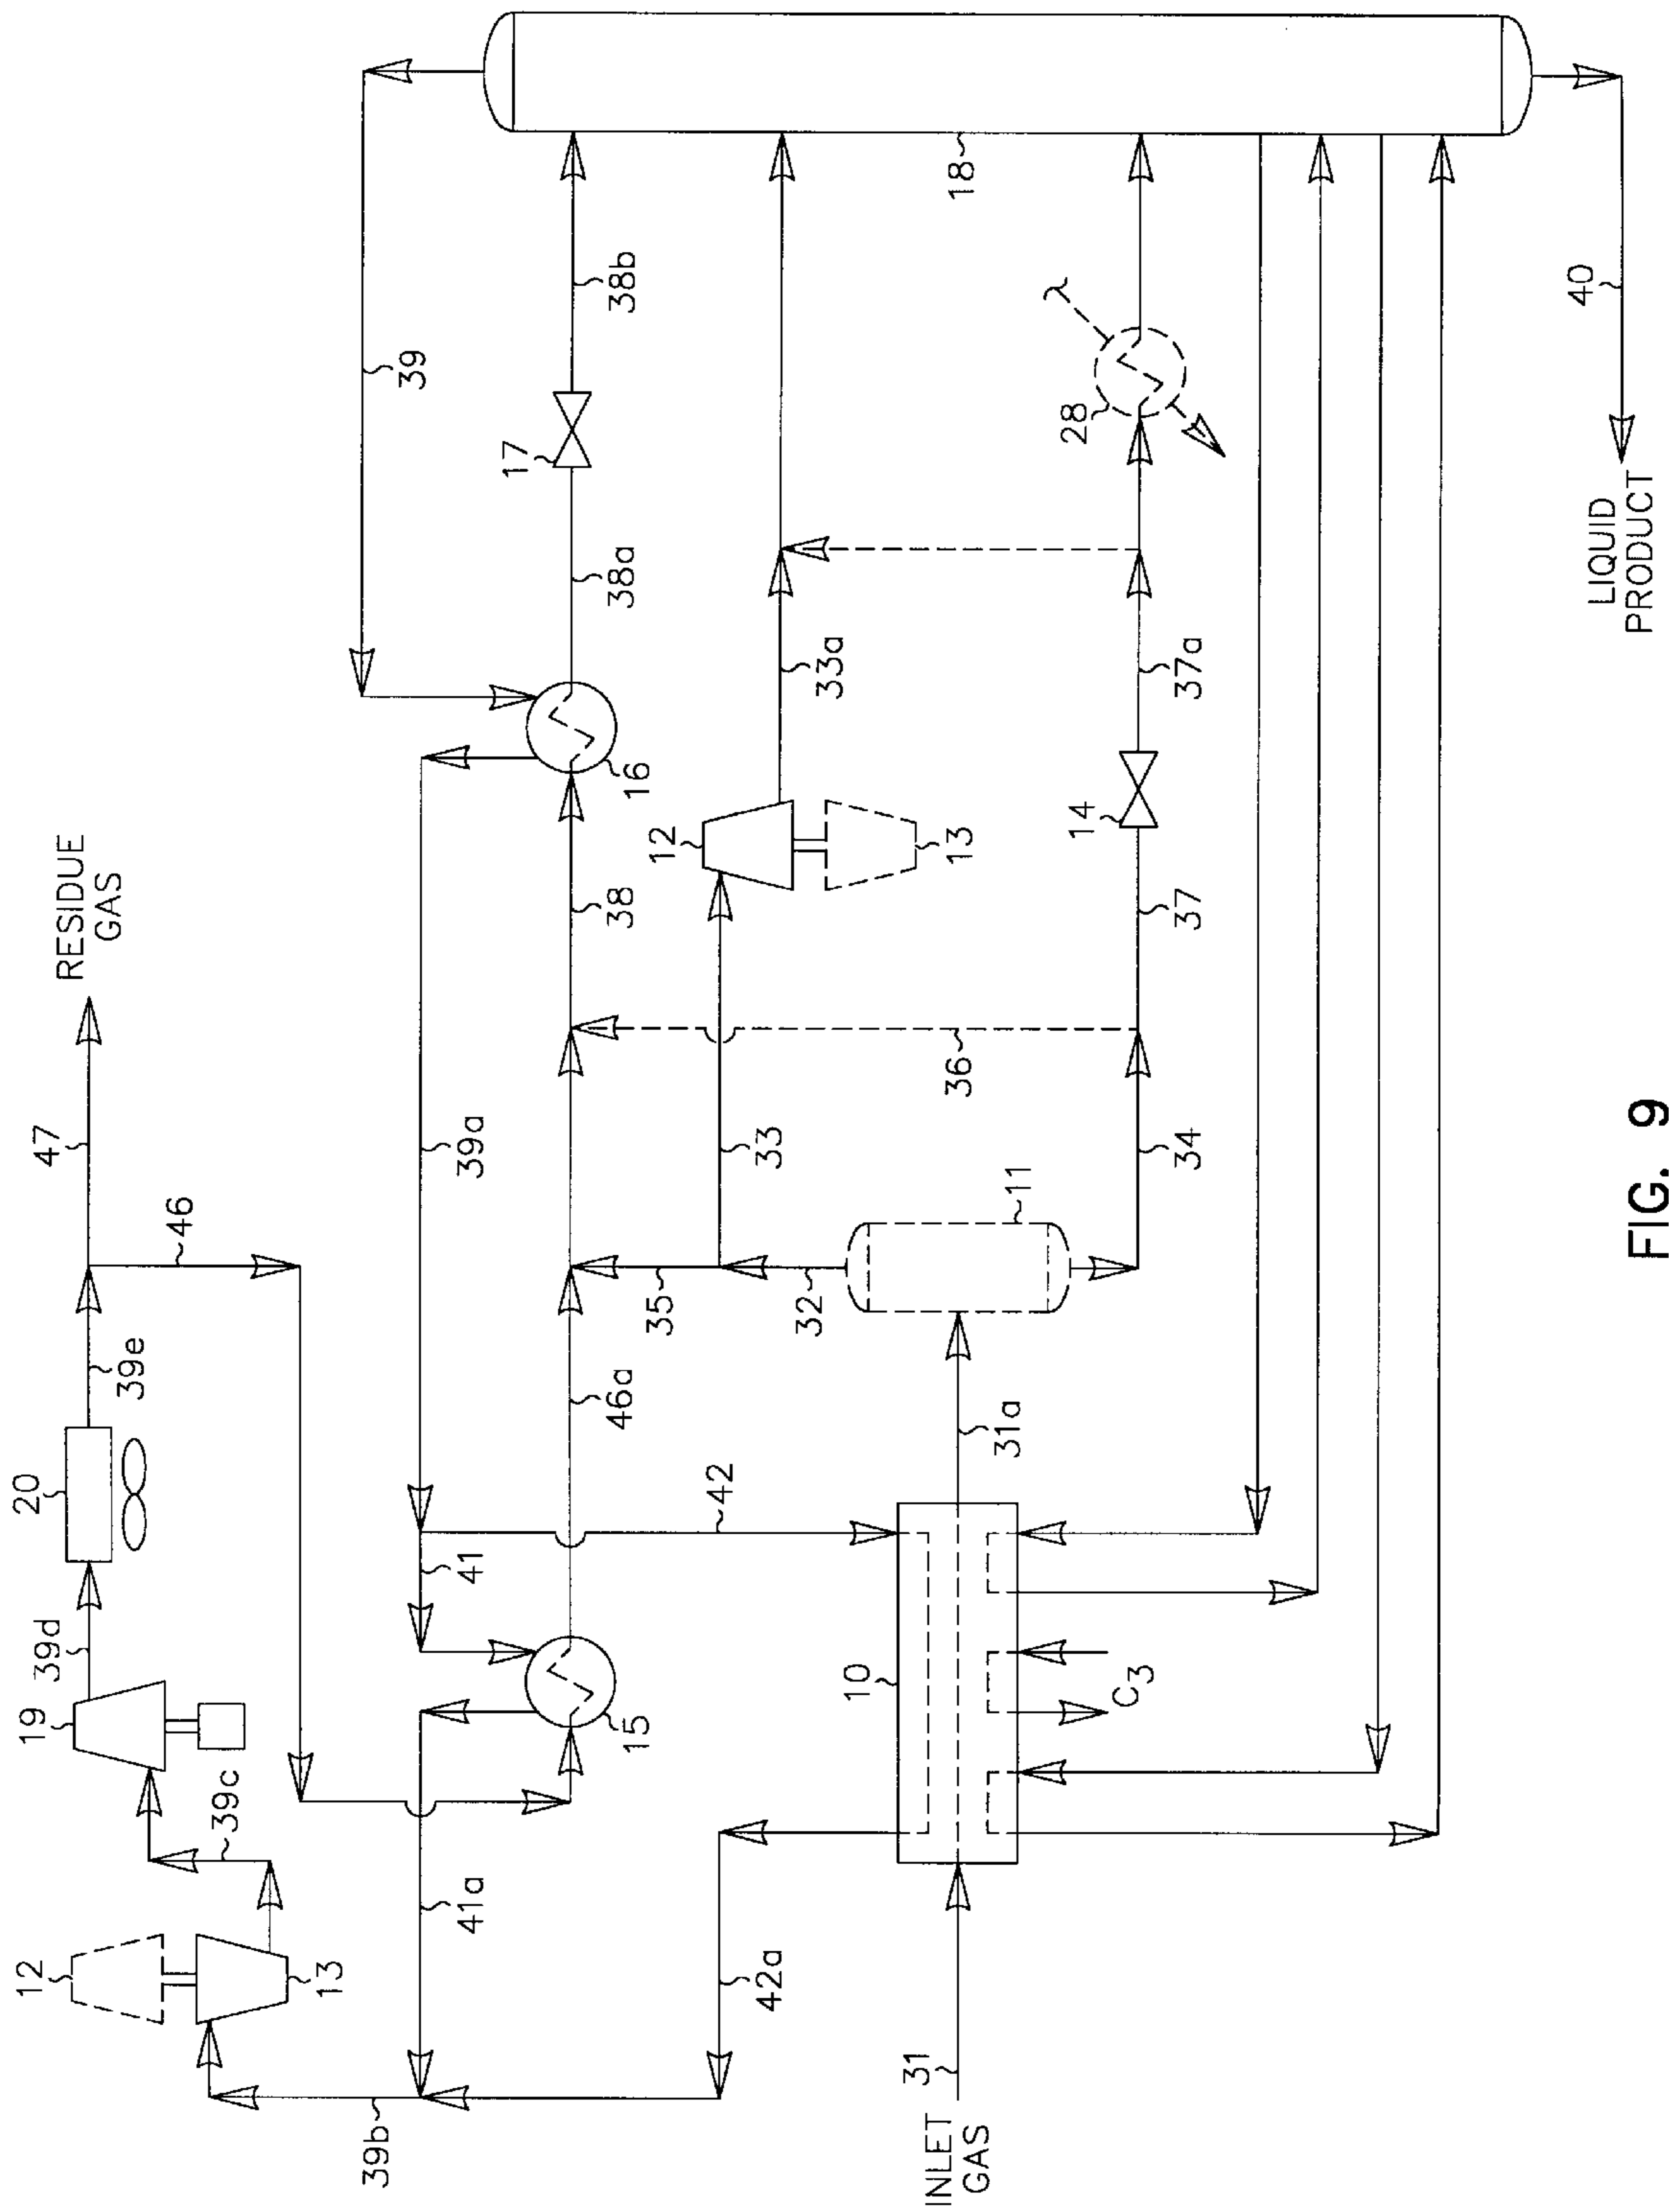 RESIDUE
GAS
47
46
39e
20
39d
19
39c
12
13
39b
41a
42a
39
39a
41
42
15
46a
35
32
33
38
16
38a
17
38b
12
13
33a
36
34
37
14
37a
28
18
11
31a
10
C3
31
INLET
GAS
40
LIQUID
PRODUCT
FIG. 9